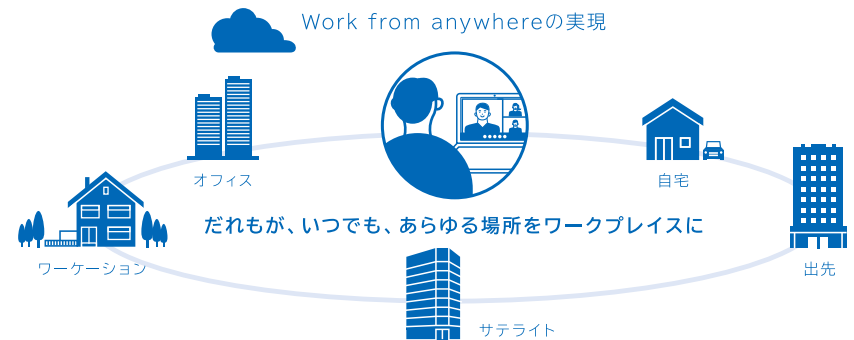 Work from anywhereの実現
オフィス
自宅
だれもが、いつでも、あらゆる場所をワークプレイスに
ワーケーション
出先
サテライト